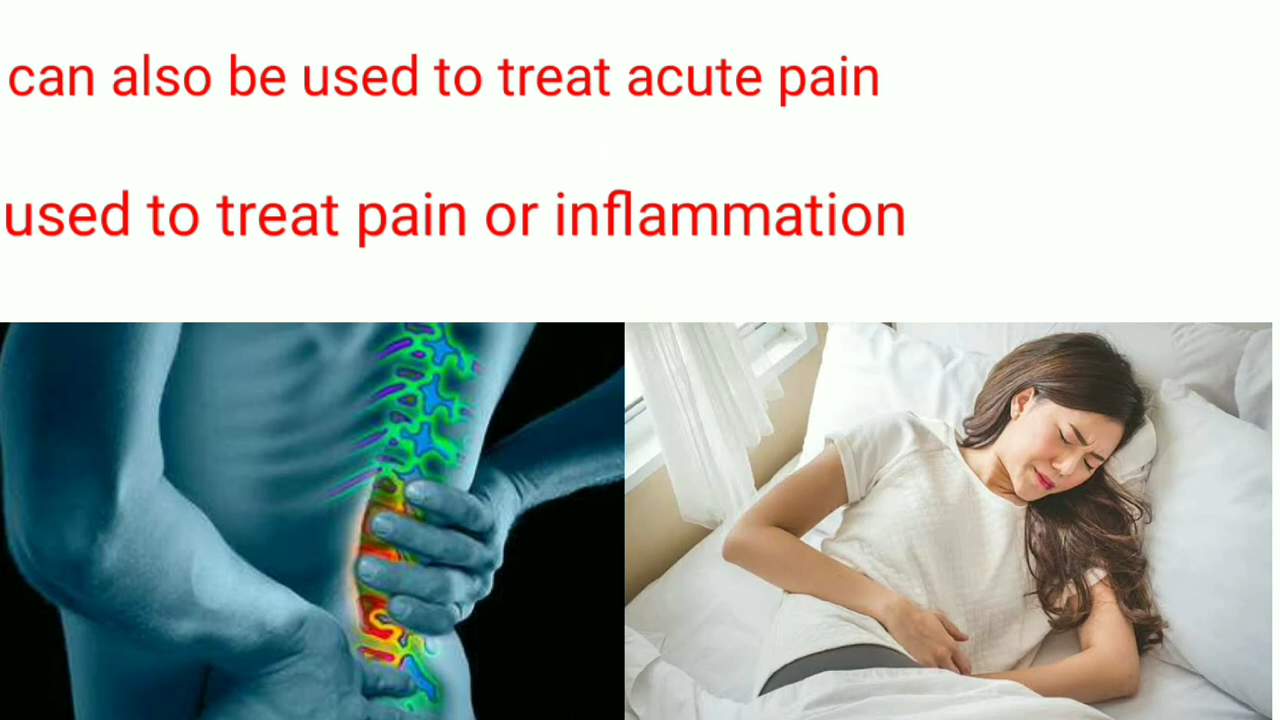 can also be used to treat acute pain
used to treat pain or inflammation